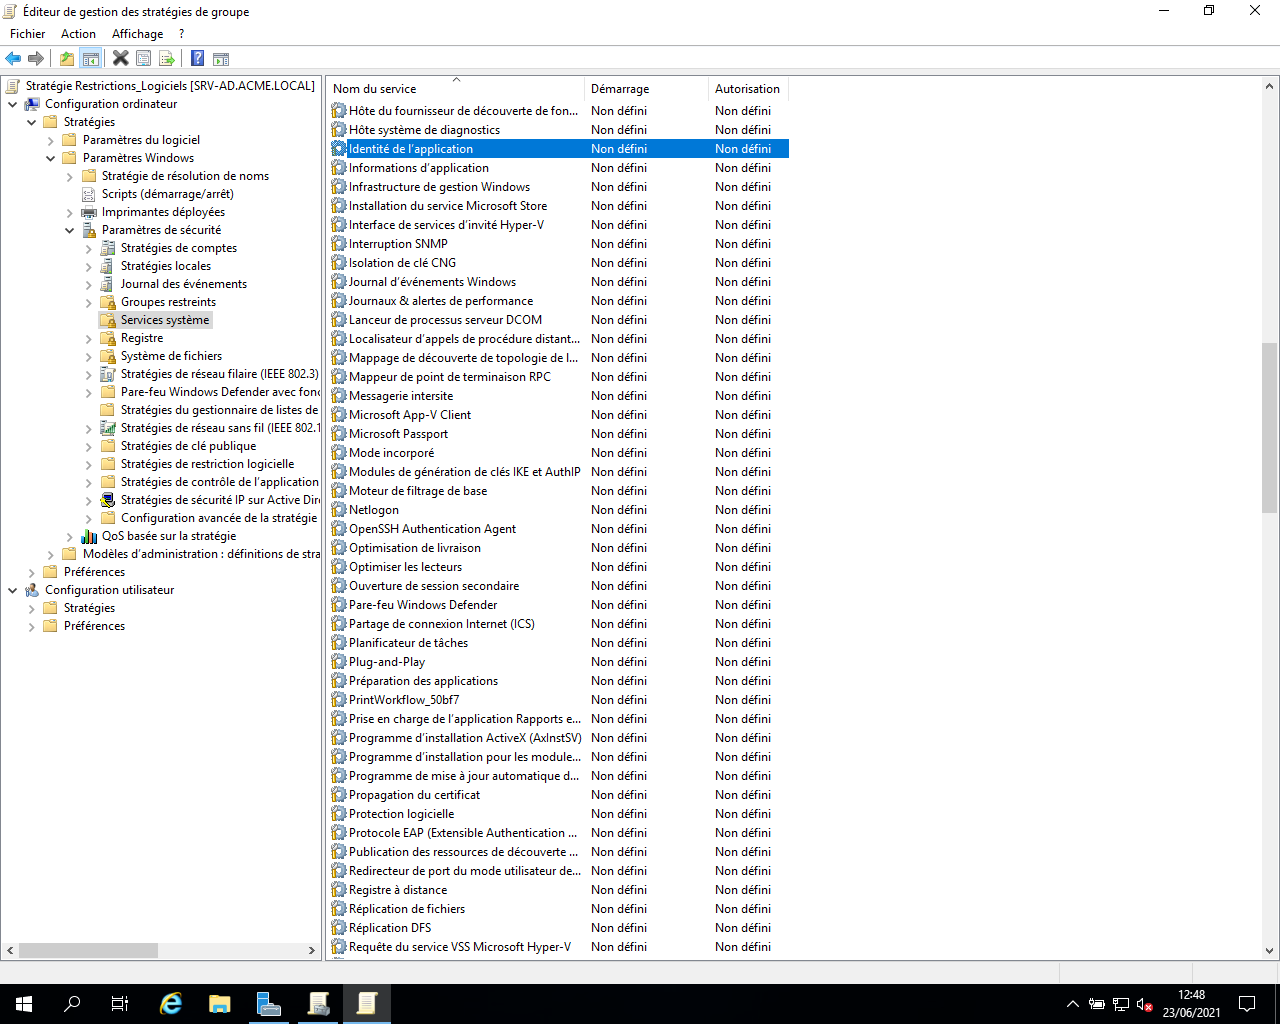 Éditeur de gestion des stratégies de groupe
Fichier Action Affichage ?
Stratégie Restrictions_Logiciels [SRV-AD.ACME.LOCAL]
Configuration ordinateur
Stratégies
Paramètres du logiciel
Paramètres Windows
Stratégie de résolution de noms
Scripts (démarrage/arrêt)
Imprimantes déployées
Paramètres de sécurité
Stratégies de comptes
Stratégies locales
Journal des événements
Groupes restreints
Services système
Registre
Système de fichiers
Stratégies de réseau filaire (IEEE 802.3)
Pare-feu Windows Defender avec fonc
Stratégies du gestionnaire de listes de
Stratégies de réseau sans fil (IEEE 802.1
Stratégies de clé publique
Stratégies de restriction logicielle
Stratégies de contrôle de l'application
Stratégies de sécurité IP sur Active Dire
Configuration avancée de la stratégie
QoS basée sur la stratégie
Modèles d'administration : définitions de stra
Préférences
Configuration utilisateur
Stratégies
Préférences
Nom du service Démarrage Autorisation
Hôte du fournisseur de découverte de fon... Non défini Non défini
Hôte système de diagnostics Non défini Non défini
Identité de l'application Non défini Non défini
Informations d'application Non défini Non défini
Infrastructure de gestion Windows Non défini Non défini
Installation du service Microsoft Store Non défini Non défini
Interface de services d'invité Hyper-V Non défini Non défini
Interruption SNMP Non défini Non défini
Isolation de clé CNG Non défini Non défini
Journal d'événements Windows Non défini Non défini
Journaux & alertes de performance Non défini Non défini
Lanceur de processus serveur DCOM Non défini Non défini
Localisateur d'appels de procédure distant... Non défini Non défini
Mappage de découverte de topologie de l... Non défini Non défini
Mappeur de point de terminaison RPC Non défini Non défini
Messagerie intersite Non défini Non défini
Microsoft App-V Client Non défini Non défini
Microsoft Passport Non défini Non défini
Mode incorporé Non défini Non défini
Modules de génération de clés IKE et AuthIP Non défini Non défini
Moteur de filtrage de base Non défini Non défini
Netlogon Non défini Non défini
OpenSSH Authentication Agent Non défini Non défini
Optimisation de livraison Non défini Non défini
Optimiser les lecteurs Non défini Non défini
Ouverture de session secondaire Non défini Non défini
Pare-feu Windows Defender Non défini Non défini
Partage de connexion Internet (ICS) Non défini Non défini
Planificateur de tâches Non défini Non défini
Plug-and-Play Non défini Non défini
Préparation des applications Non défini Non défini
PrintWorkflow_50bf7 Non défini Non défini
Prise en charge de l'application Rapports e... Non défini Non défini
Programme d'installation ActiveX (AxInstSV) Non défini Non défini
Programme d'installation pour les module... Non défini Non défini
Programme de mise à jour automatique d... Non défini Non défini
Propagation du certificat Non défini Non défini
Protection logicielle Non défini Non défini
Protocole EAP (Extensible Authentication ... Non défini Non défini
Publication des ressources de découverte ... Non défini Non défini
Redirecteur de port du mode utilisateur de... Non défini Non défini
Registre à distance Non défini Non défini
Réplication de fichiers Non défini Non défini
Réplication DFS Non défini Non défini
Requête du service VSS Microsoft Hyper-V Non défini Non défini
12:48
23/06/2021